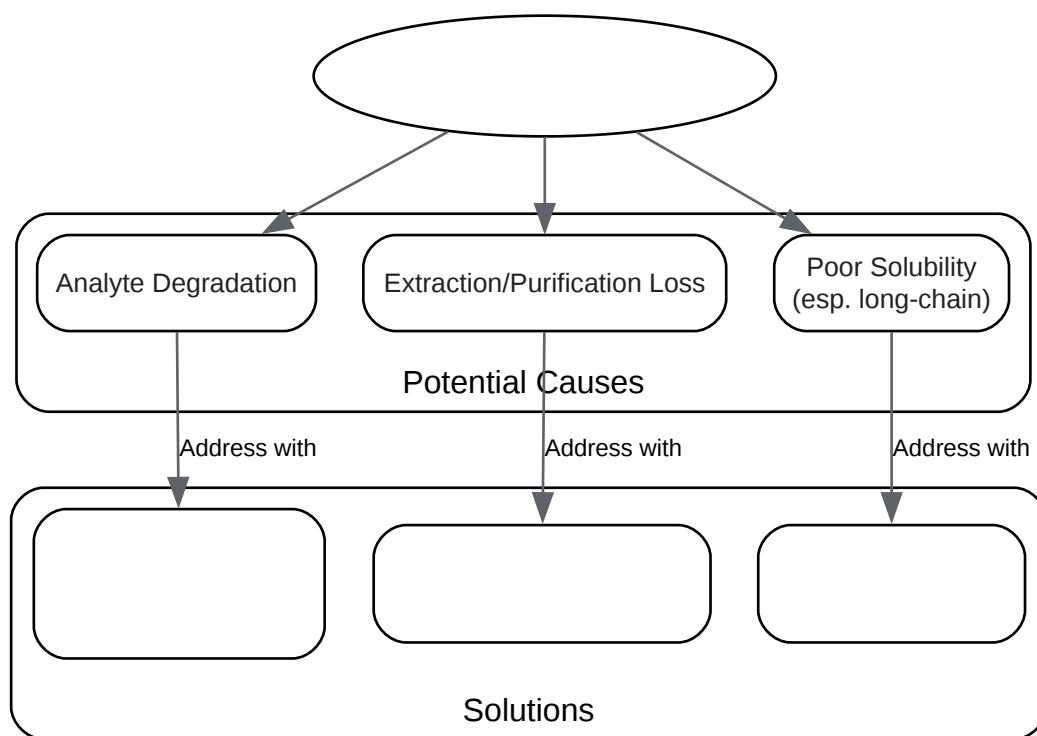 Analyte Degradation
Extraction/Purification Loss
Poor Solubility
(esp. long-chain)
Potential Causes
Address with
Address with
Address with
Solutions